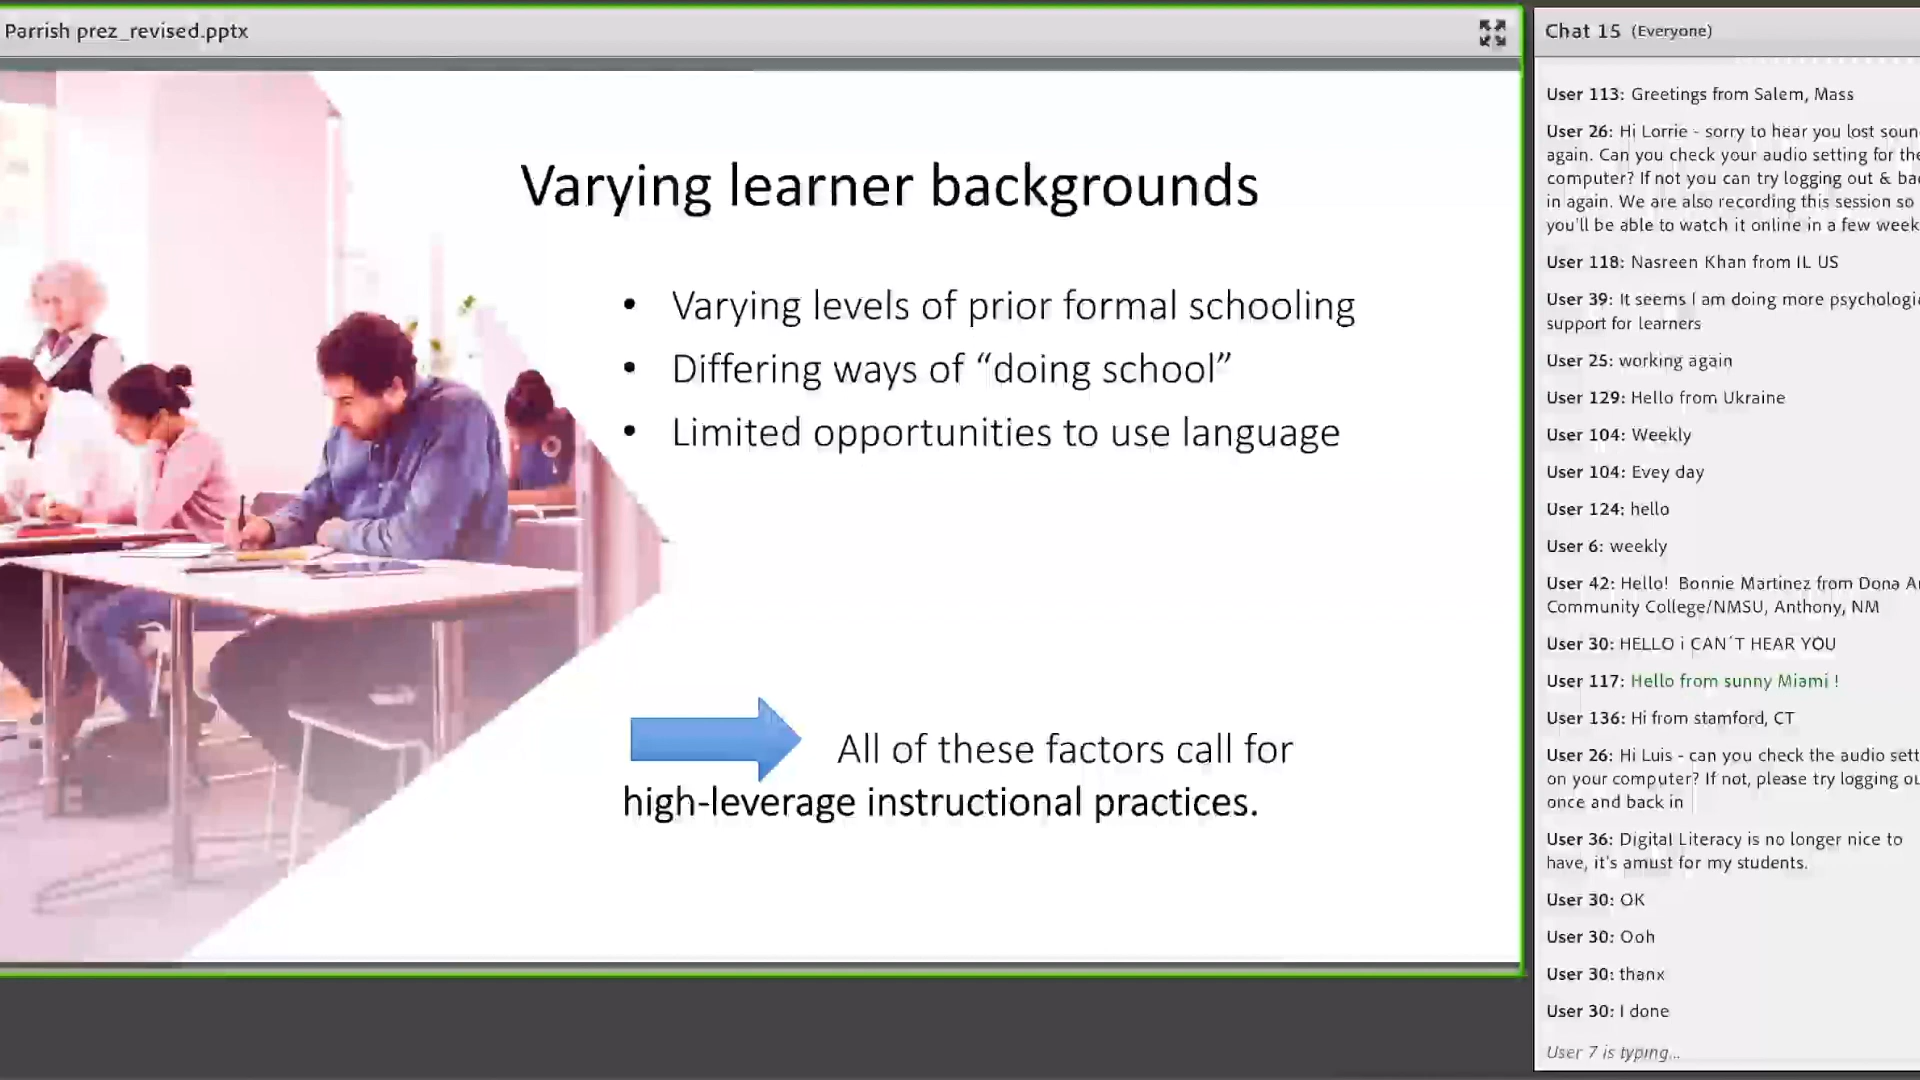 Parrish prez_revised.pptx
Varying learner backgrounds
• Varying levels of prior formal schooling
• Differing ways of “doing school”
• Limited opportunities to use language
All of these factors call for
high-leverage instructional practices.
Chat 15 (Everyone)
User 113: Greetings from Salem, Mass
User 26: Hi Lorrie - sorry to hear you lost soun
again. Can you check your audio setting for the
computer? If not you can try logging out & ba
in again. We are also recording this session so
you'll be able to watch it online in a few week
User 118: Nasreen Khan from IL US
User 39: It seems I am doing more psychologi
support for learners
User 25: working again
User 129: Hello from Ukraine
User 104: Weekly
User 104: Evey day
User 124: hello
User 6: weekly
User 42: Hello! Bonnie Martinez from Dona A
Community College/NMSU, Anthony, NM
User 30: HELLO i CAN´T HEAR YOU
User 117: Hello from sunny Miami !
User 136: Hi from stamford, CT
User 26: Hi Luis - can you check the audio sett
on your computer? If not, please try logging ou
once and back in
User 36: Digital Literacy is no longer nice to
have, it's amust for my students.
User 30: OK
User 30: Ooh
User 30: thanx
User 30: I done
User 7 is typing...